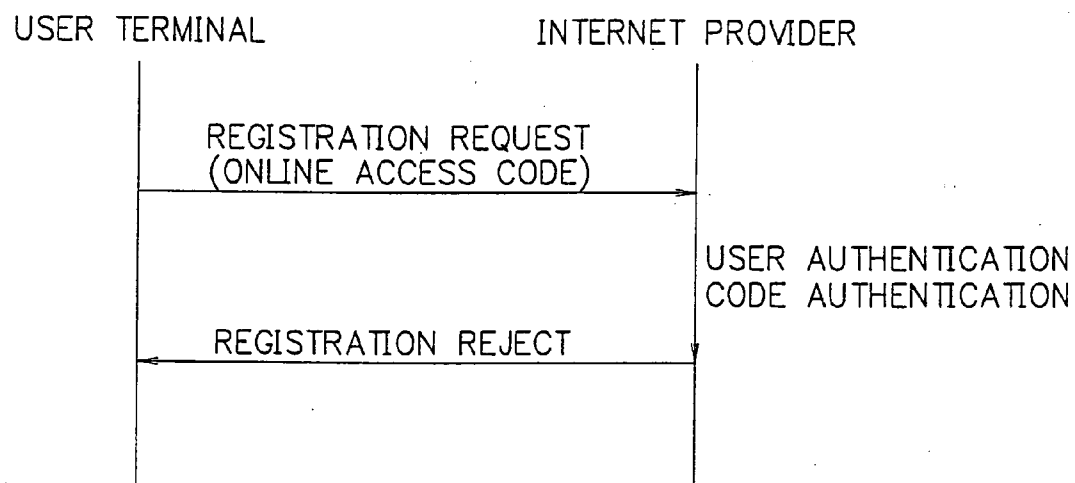 USER TERMINAL
INTERNET PROVIDER
REGISTRATION REQUEST
(ONLINE ACCESS CODE)
USER AUTHENTICATION
CODE AUTHENTICATION
REGISTRATION REJECT